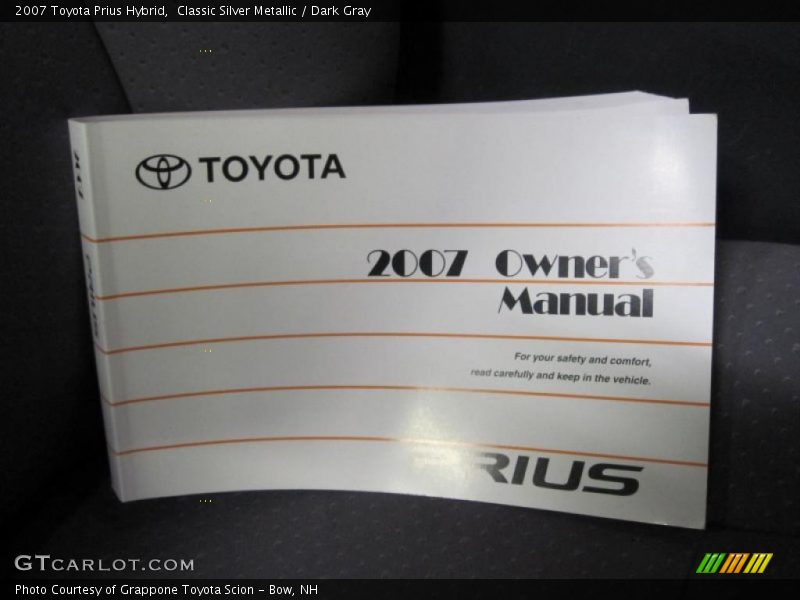 2007 Toyota Prius Hybrid,  Classic Silver Metallic / Dark Gray
TOYOTA
2007 Owner's
Manual
For your safety and comfort,
read carefully and keep in the vehicle.
PRIUS
GTCARLOT.COM
Photo Courtesy of Grappone Toyota Scion - Bow, NH